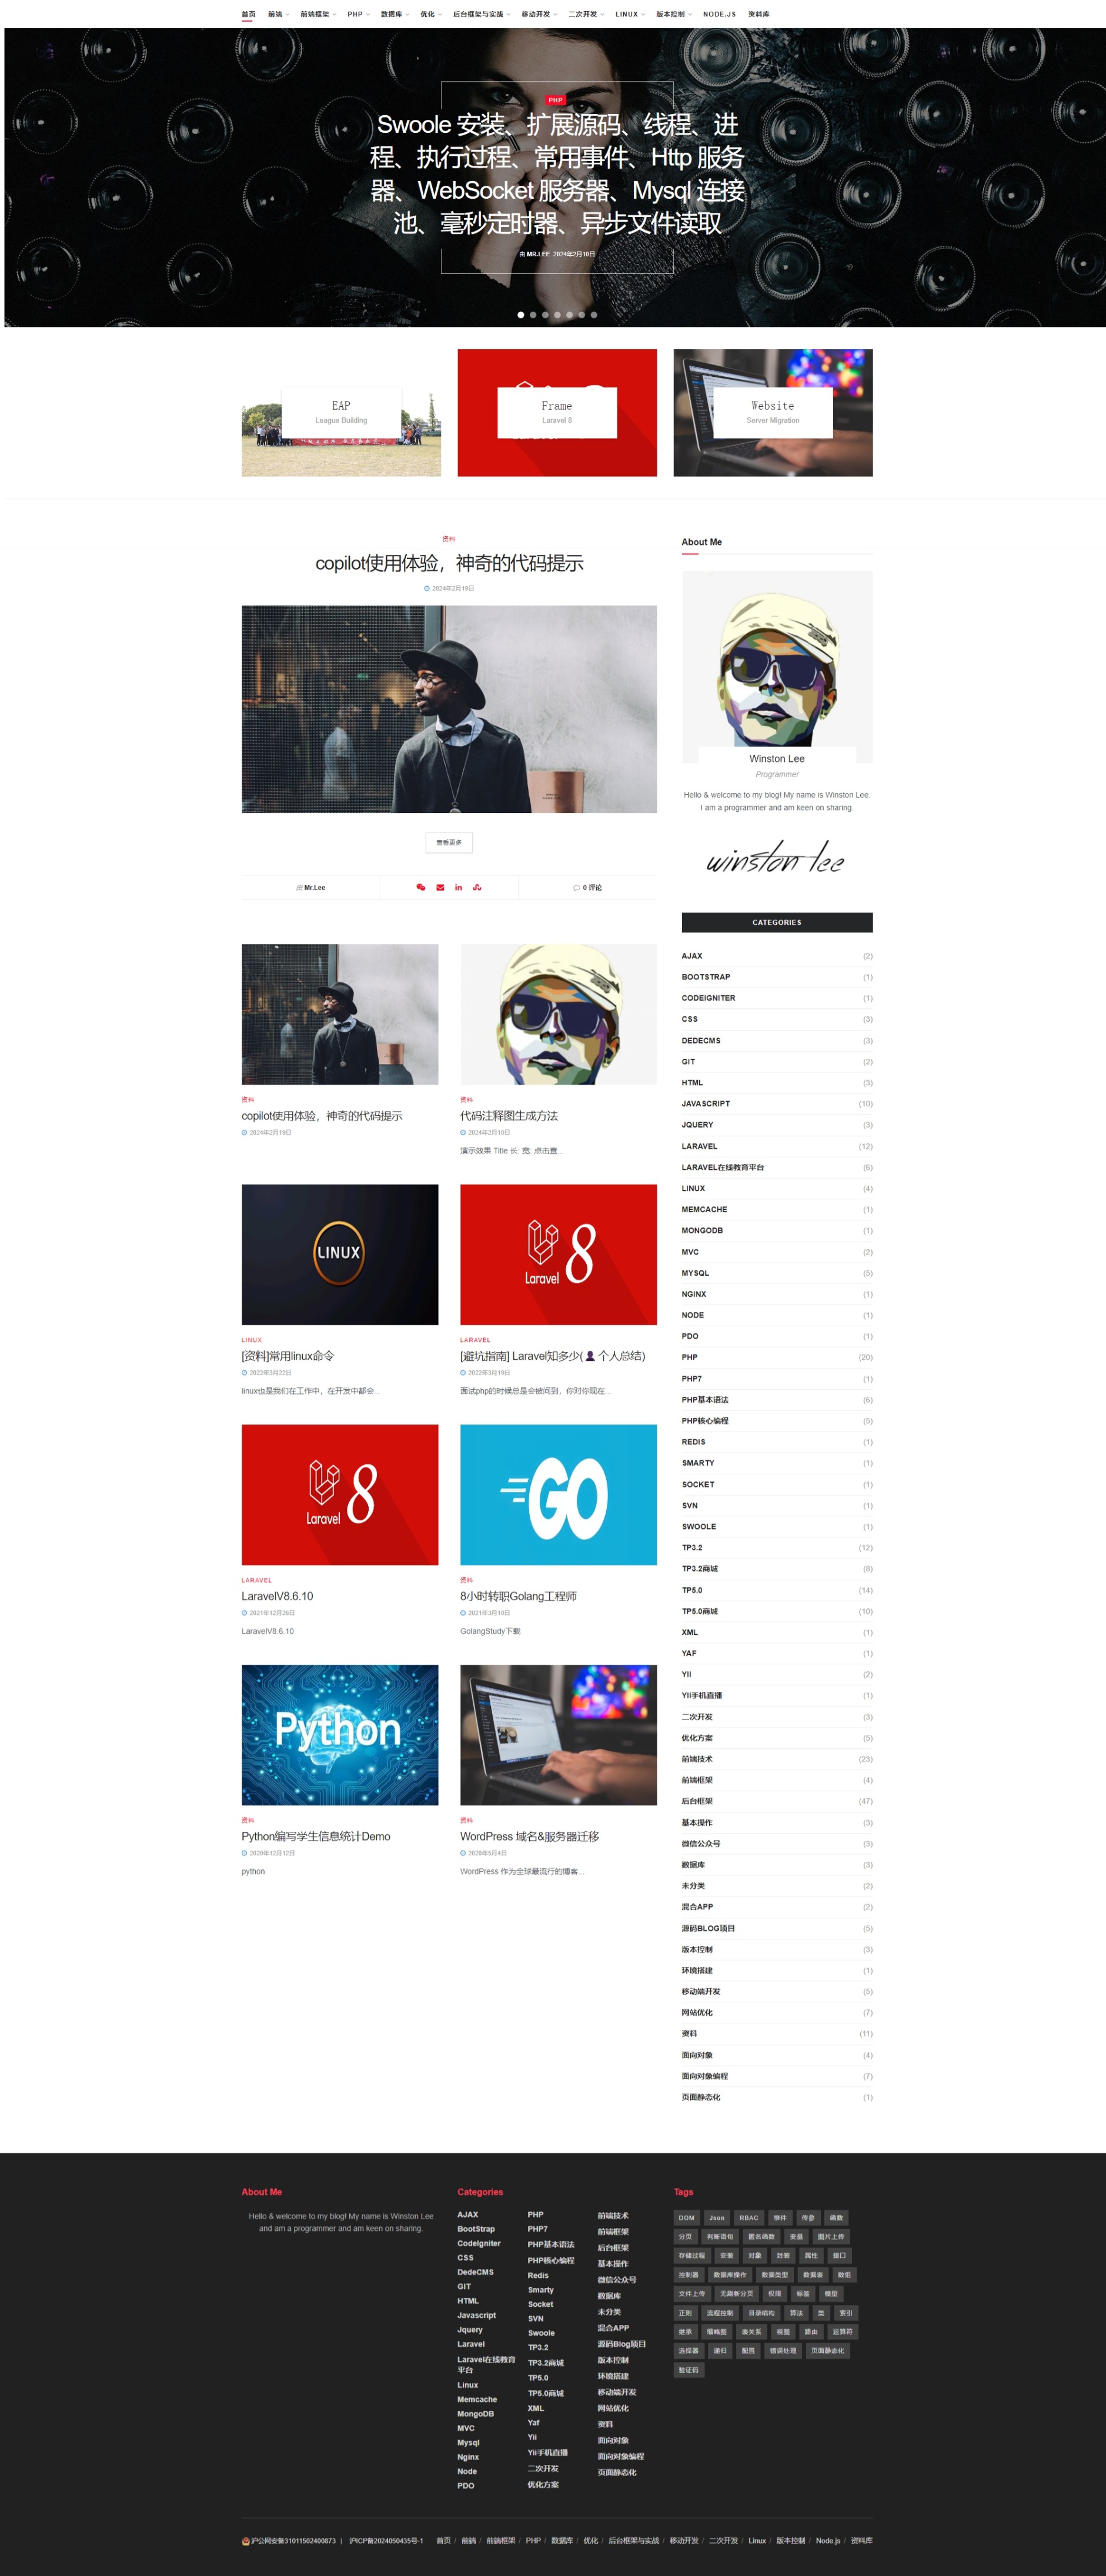 首页 前端 前端框架 PHP 数据库 优化 后台框架与实战 移动开发 二次开发 LINUX 版本控制 NODE.JS 资料库
PHP
Swoole 安装、扩展源码、线程、进
程、执行过程、常用事件、Http 服务
器、WebSocket 服务器、Mysql 连接
池、毫秒定时器、异步文件读取
由 MR.LEE 2024年2月10日
EAP
League Building
Frame
Laravel 8
Website
Server Migration
资料
copilot使用体验，神奇的代码提示
2024年2月19日
查看更多
由 Mr.Lee
0 评论
资料
copilot使用体验，神奇的代码提示
2024年2月19日
资料
代码注释图生成方法
2024年2月10日
演示效果 Title 长: 宽: 点击查...
LINUX
LINUX
[资料]常用linux命令
2022年3月22日
linux也是我们在工作中，在开发中都会...
Laravel 8
LARAVEL
[避坑指南] Laravel知多少(👤个人总结)
2022年3月19日
面试php的时候总是会被问到，你对你现在...
Laravel 8
LARAVEL
LaravelV8.6.10
2021年12月26日
LaravelV8.6.10
GO
资料
8小时转职Golang工程师
2021年3月10日
GolangStudy下载
Python
资料
Python编写学生信息统计Demo
2020年12月12日
python
资料
WordPress 域名&服务器迁移
2020年5月4日
WordPress 作为全球最流行的博客...
About Me
Winston Lee
Programmer
Hello & welcome to my blog! My name is Winston Lee.
I am a programmer and am keen on sharing.
winston lee
CATEGORIES
AJAX (2)
BOOTSTRAP (1)
CODEIGNITER (1)
CSS (3)
DEDECMS (3)
GIT (2)
HTML (3)
JAVASCRIPT (10)
JQUERY (3)
LARAVEL (12)
LARAVEL在线教育平台 (6)
LINUX (4)
MEMCACHE (1)
MONGODB (1)
MVC (2)
MYSQL (5)
NGINX (1)
NODE (1)
PDO (1)
PHP (20)
PHP7 (1)
PHP基本语法 (6)
PHP核心编程 (5)
REDIS (1)
SMARTY (1)
SOCKET (1)
SVN (1)
SWOOLE (1)
TP3.2 (12)
TP3.2商城 (8)
TP5.0 (14)
TP5.0商城 (10)
XML (1)
YAF (1)
YII (2)
YII手机直播 (1)
二次开发 (3)
优化方案 (5)
前端技术 (23)
前端框架 (4)
后台框架 (47)
基本操作 (3)
微信公众号 (3)
数据库 (3)
未分类 (2)
混合APP (2)
源码BLOG项目 (5)
版本控制 (3)
环境搭建 (1)
移动端开发 (5)
网站优化 (7)
资料 (11)
面向对象 (4)
面向对象编程 (7)
页面静态化 (1)
About Me
Hello & welcome to my blog! My name is Winston Lee
and am a programmer and am keen on sharing.
Categories
AJAX
BootStrap
CodeIgniter
CSS
DedeCMS
GIT
HTML
Javascript
Jquery
Laravel
Laravel在线教育
平台
Linux
Memcache
MongoDB
MVC
Mysql
Nginx
Node
PDO
PHP
PHP7
PHP基本语法
PHP核心编程
Redis
Smarty
Socket
SVN
Swoole
TP3.2
TP3.2商城
TP5.0
TP5.0商城
XML
Yaf
Yii
Yii手机直播
二次开发
优化方案
前端技术
前端框架
后台框架
基本操作
微信公众号
数据库
未分类
混合APP
源码Blog项目
版本控制
环境搭建
移动端开发
网站优化
资料
面向对象
面向对象编程
页面静态化
Tags
DOM Json RBAC 事件 传参 函数
分页 判断语句 匿名函数 变量 图片上传
存储过程 安装 对象 封装 属性 接口
控制器 数据库操作 数据类型 数据表 数组
文件上传 无刷新分页 权限 标签 模型
正则 流程控制 目录结构 算法 类 索引
继承 缩略图 表关系 视图 路由 运算符
选择器 递归 配置 错误处理 页面静态化
验证码
沪公网安备31011502400873 | 沪ICP备2024050435号-1 首页 / 前端 / 前端框架 / PHP / 数据库 / 优化 / 后台框架与实战 / 移动开发 / 二次开发 / Linux / 版本控制 / Node.js / 资料库